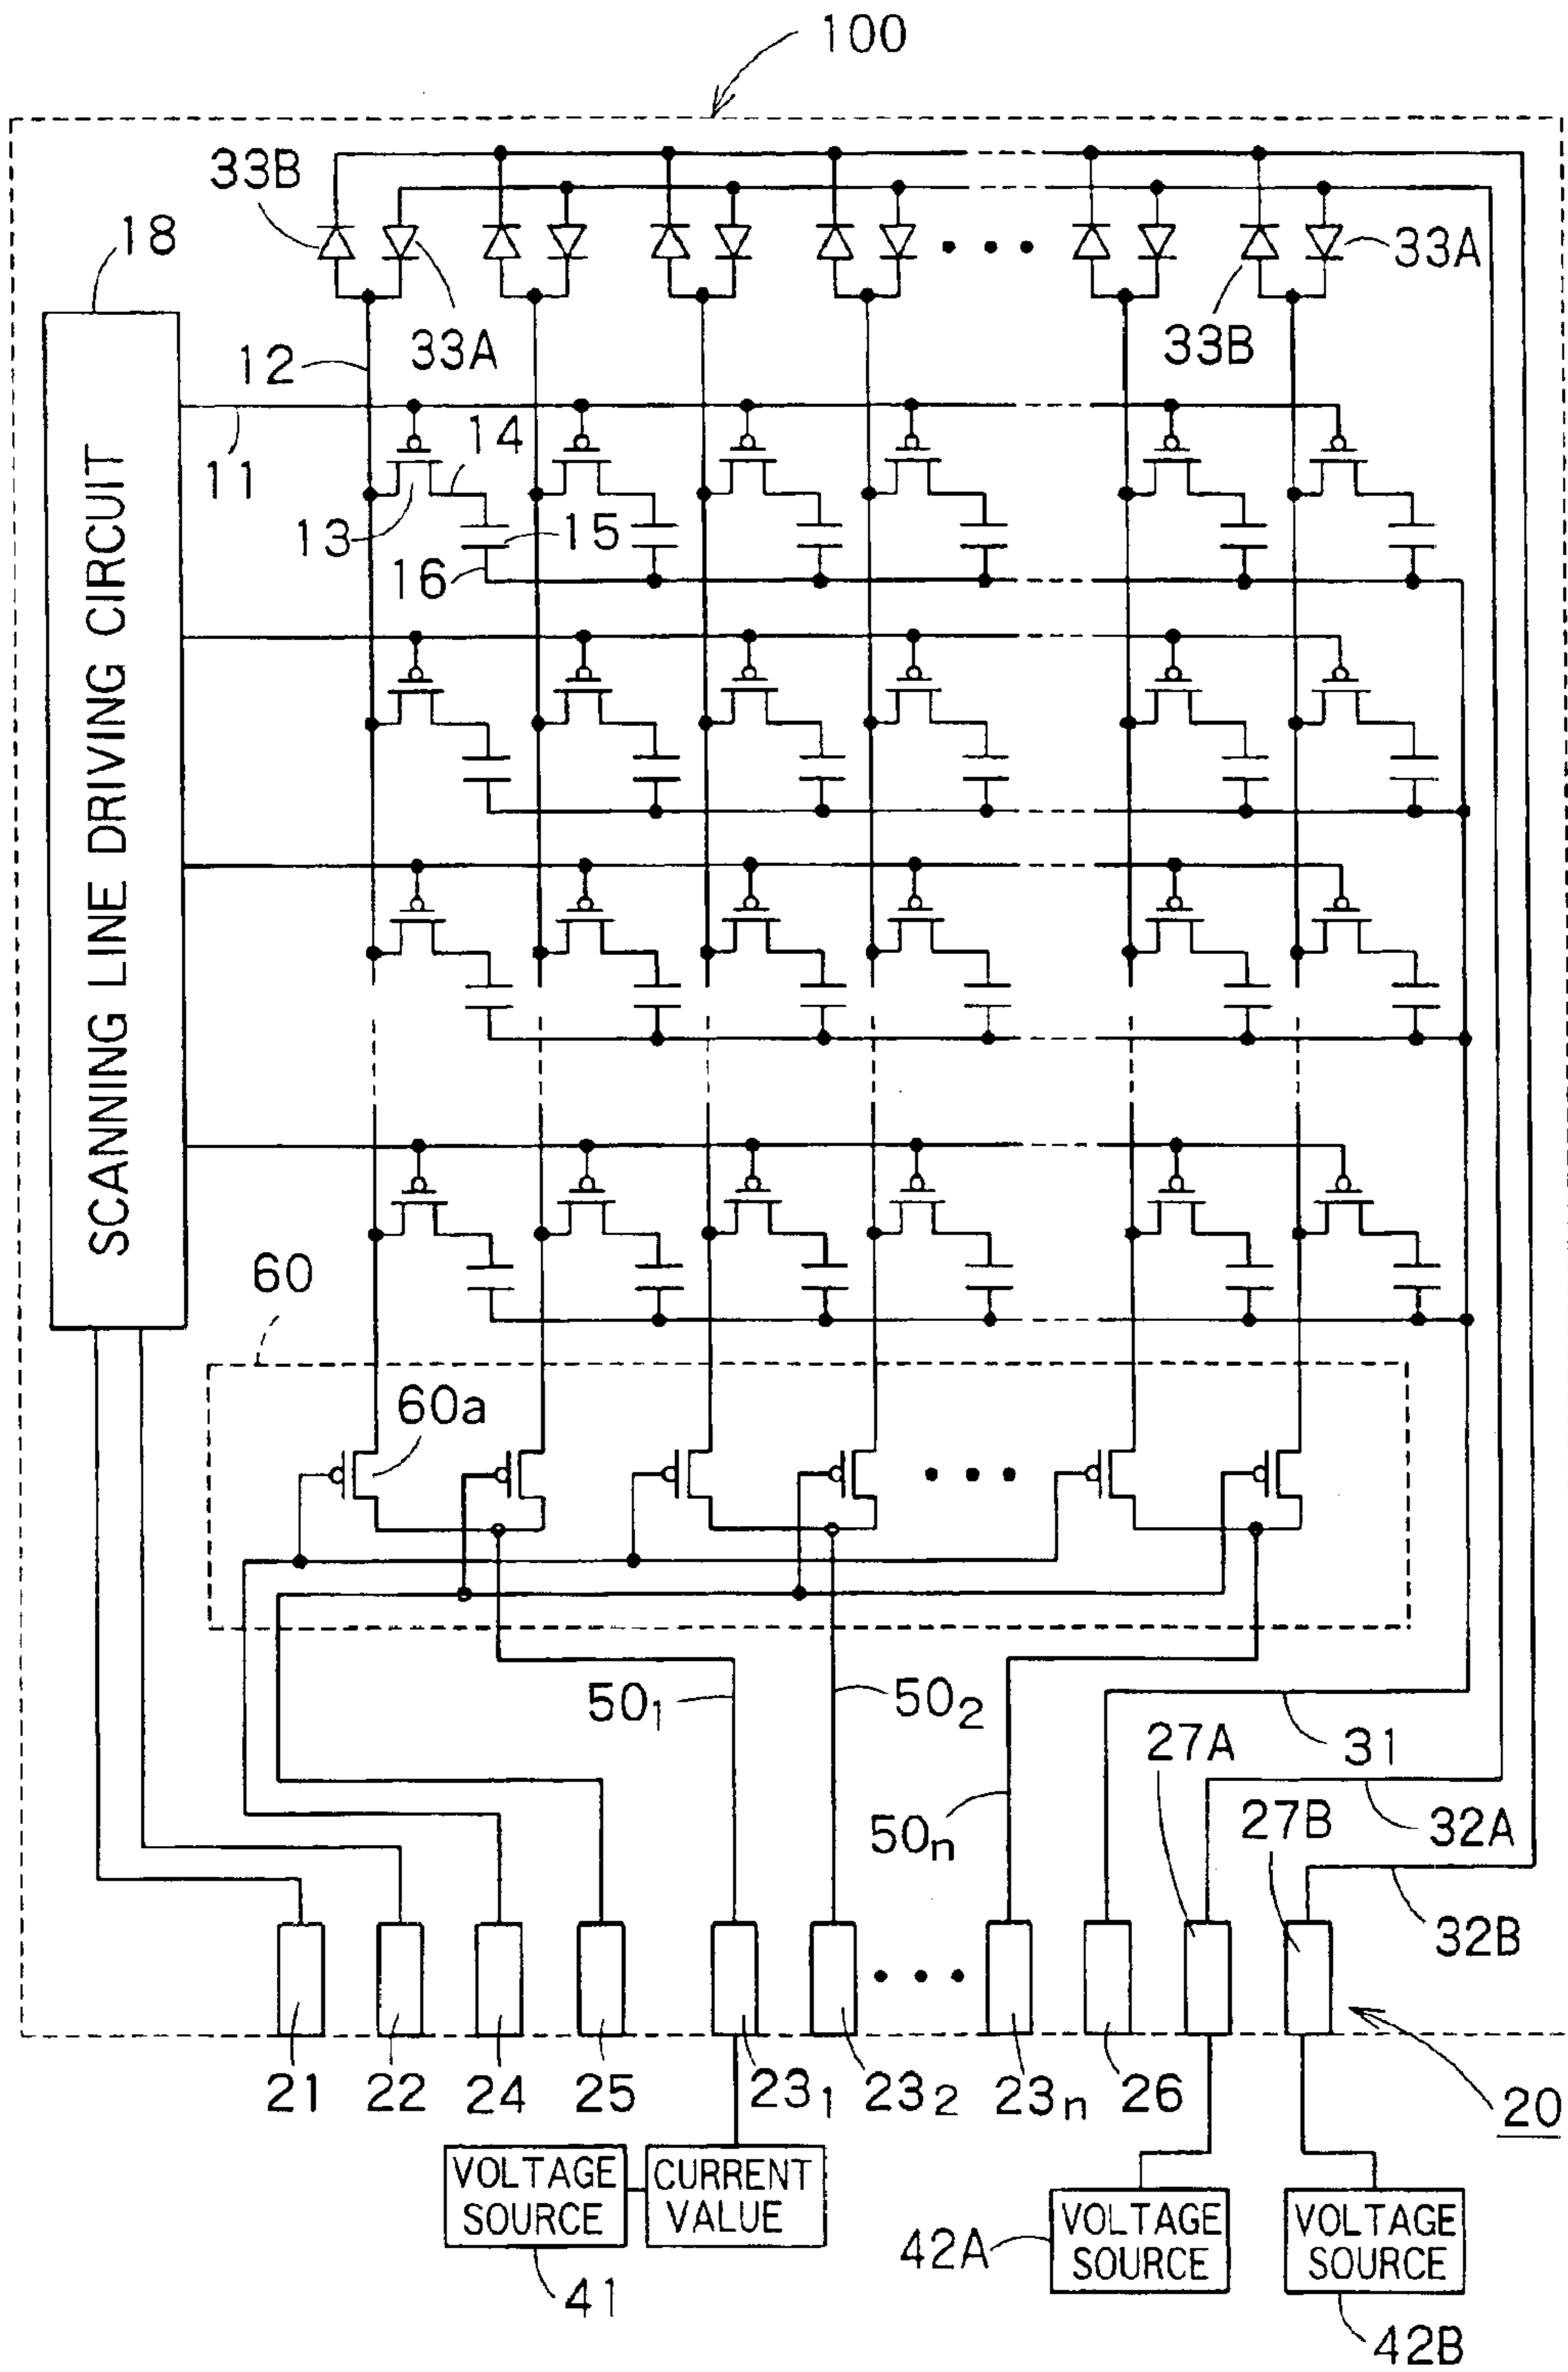 100
33B
18
33A
33A
33B
12
11
14
13
15
16
SCANNING LINE DRIVING CIRCUIT
60
60a
50₁
50₂
31
27A
50ₙ
27B
32A
32B
21
22
24
25
23₁
23₂
23ₙ
26
20
VOLTAGE SOURCE
CURRENT VALUE
42A
VOLTAGE SOURCE
VOLTAGE SOURCE
41
42B